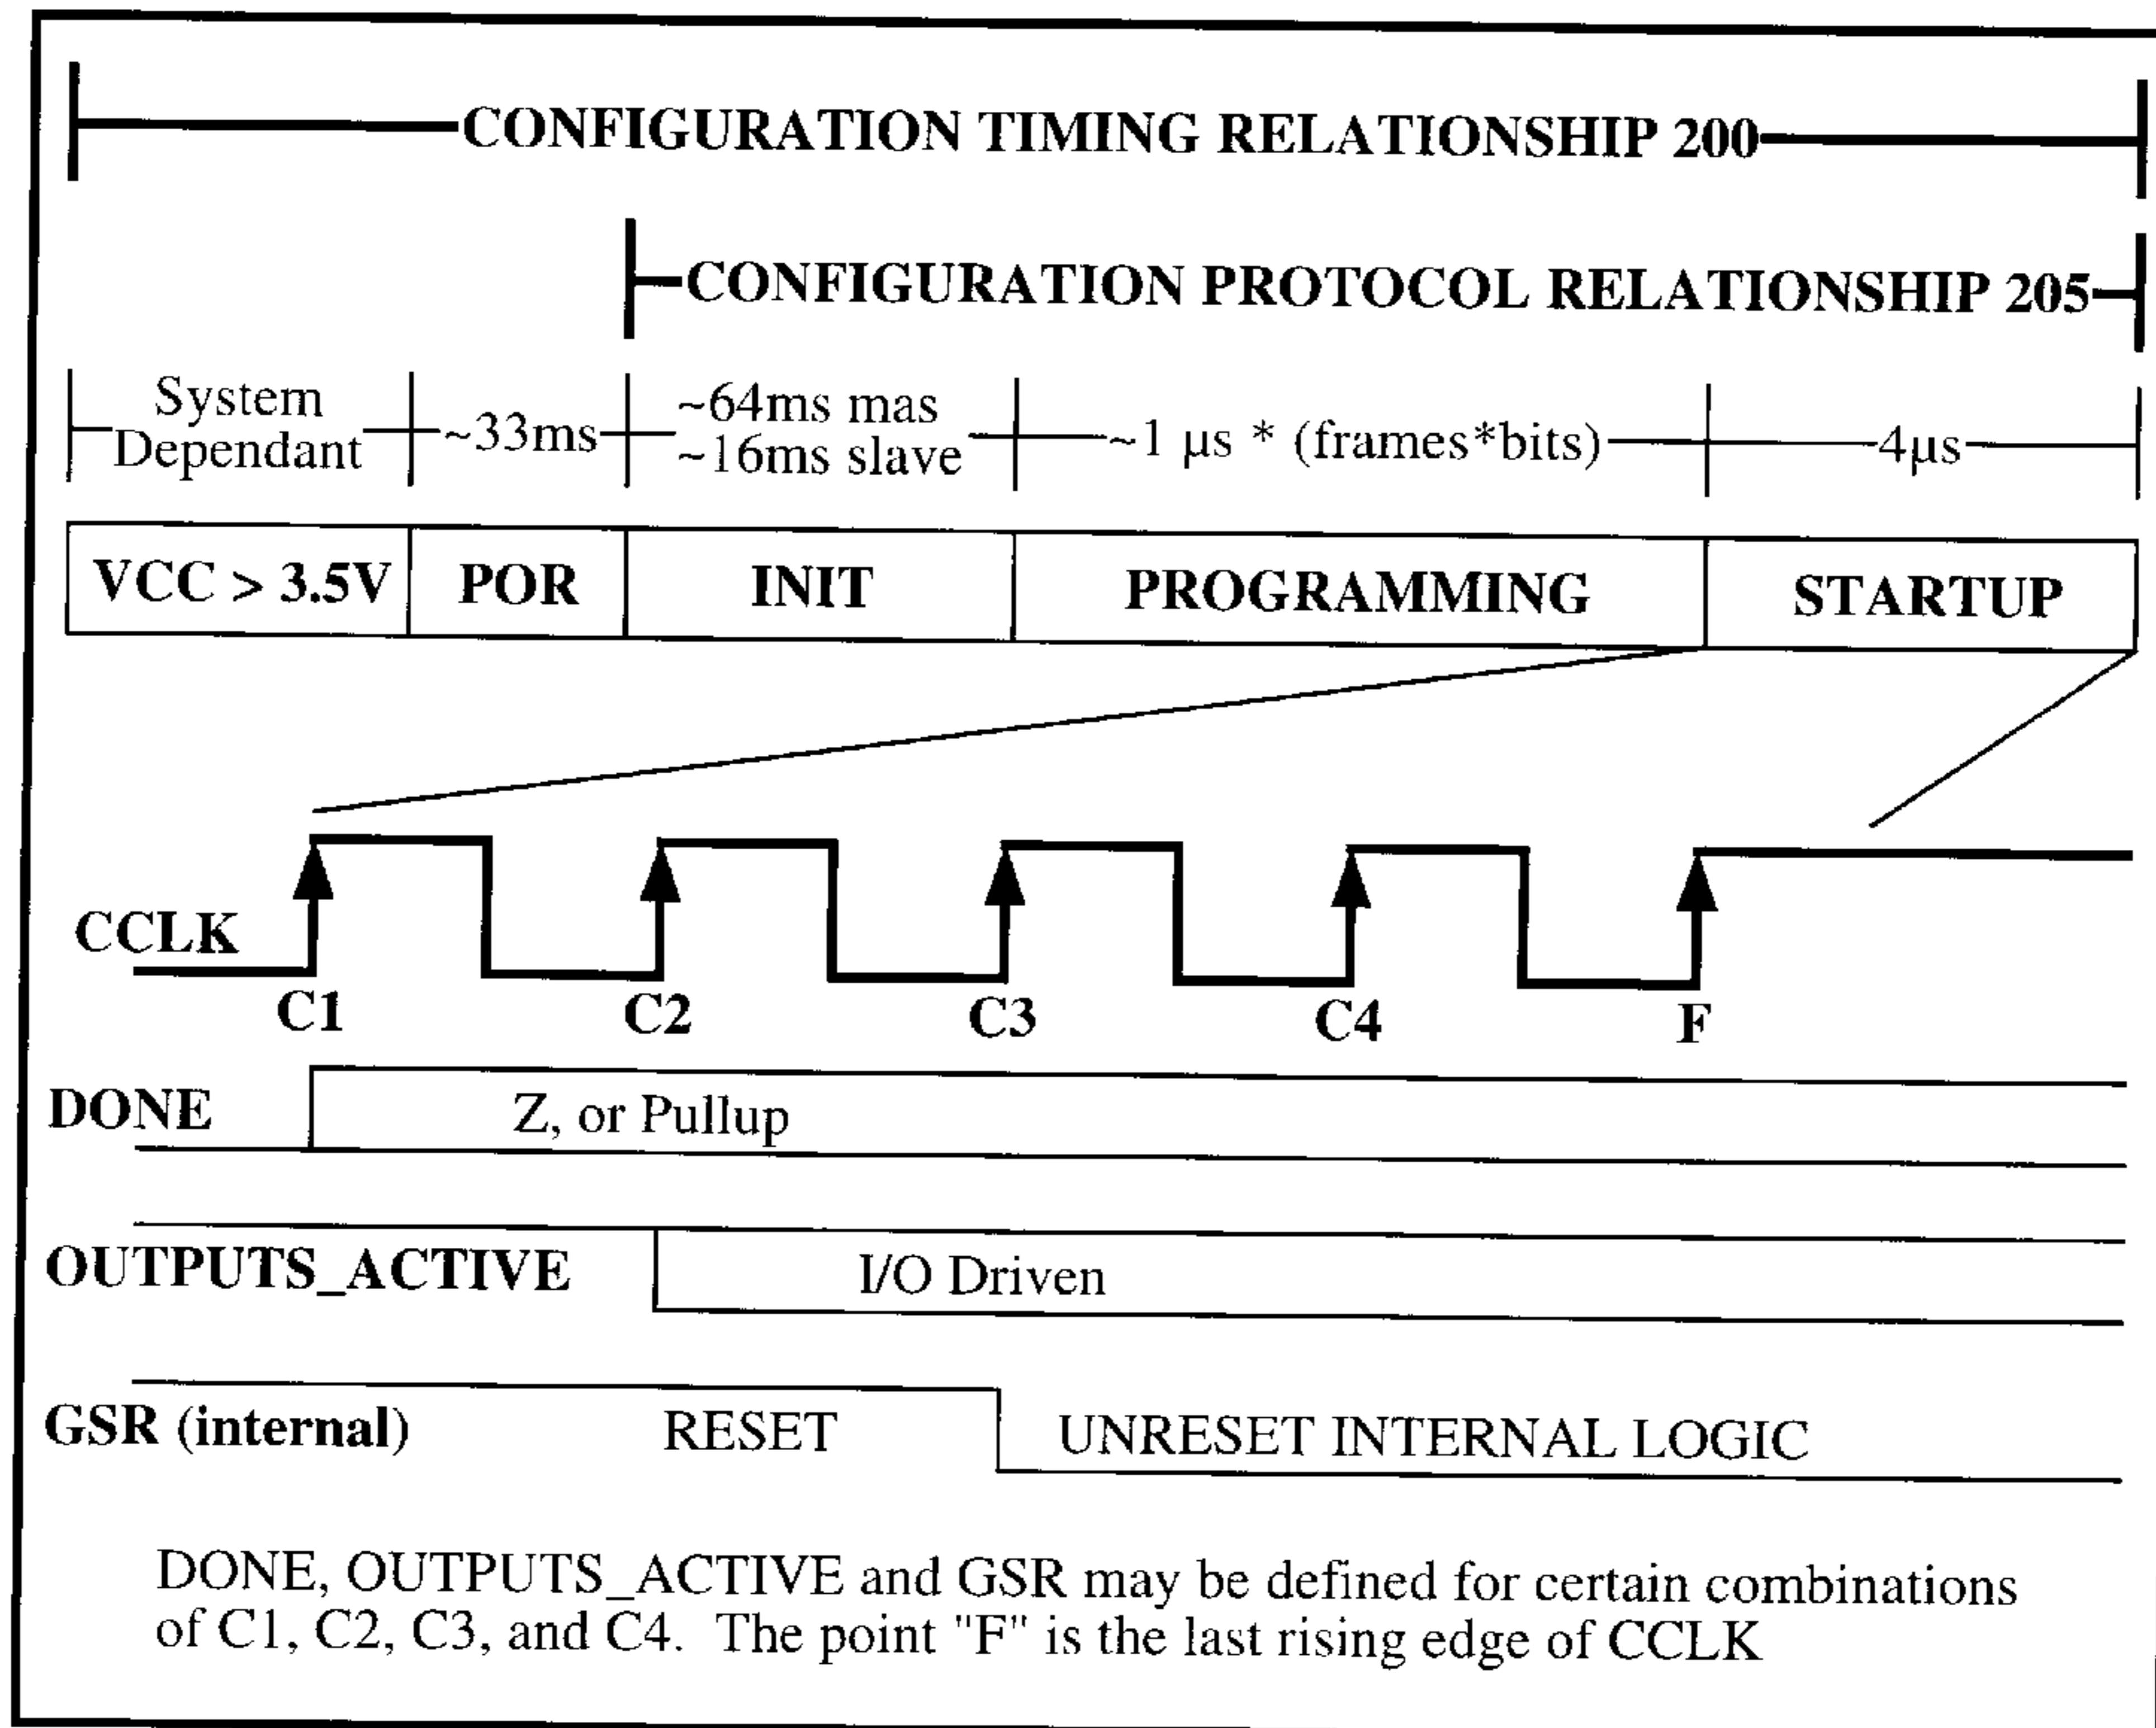 CONFIGURATION TIMING RELATIONSHIP 200
CONFIGURATION PROTOCOL RELATIONSHIP 205
System
Dependant
~33ms
~64ms mas
~16ms slave
~1 µs * (frames*bits)
4µs
VCC > 3.5V
POR
INIT
PROGRAMMING
STARTUP
CCLK
C1
C2
C3
C4
F
DONE
Z, or Pullup
OUTPUTS_ACTIVE
I/O Driven
GSR (internal)
RESET
UNRESET INTERNAL LOGIC
DONE, OUTPUTS_ACTIVE and GSR may be defined for certain combinations
of C1, C2, C3, and C4. The point "F" is the last rising edge of CCLK